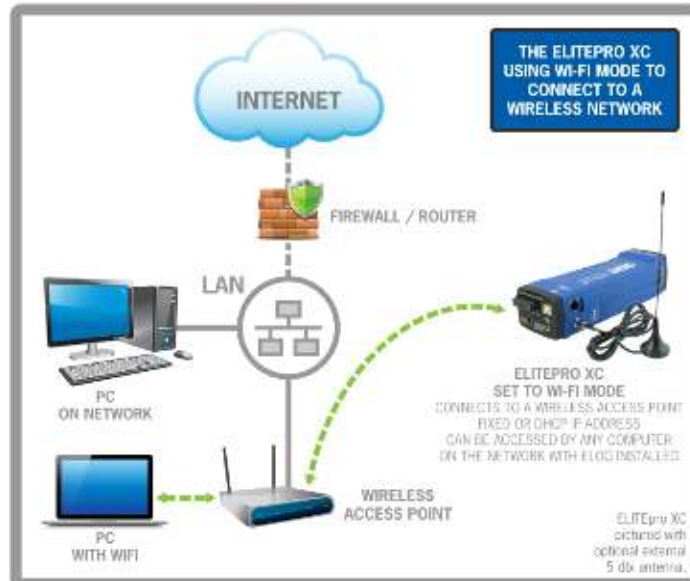 INTERNET
THE ELITEPRO XC
USING WI-FI MODE TO
CONNECT TO A
WIRELESS NETWORK
FIREWALL / ROUTER
LAN
PC
ON NETWORK
ELITEPRO XC
SET TO WI-FI MODE
CONNECTS TO A WIRELESS ACCESS POINT
FIXED OR DHCP IP ADDRESS
CAN BE ACCESSED BY ANY COMPUTER
ON THE NETWORK WITH ELOG INSTALLED
WIRELESS
ACCESS POINT
PC
WITH WIFI
ELITEpro XC
pictured with
optional external
5 dbi antenna.